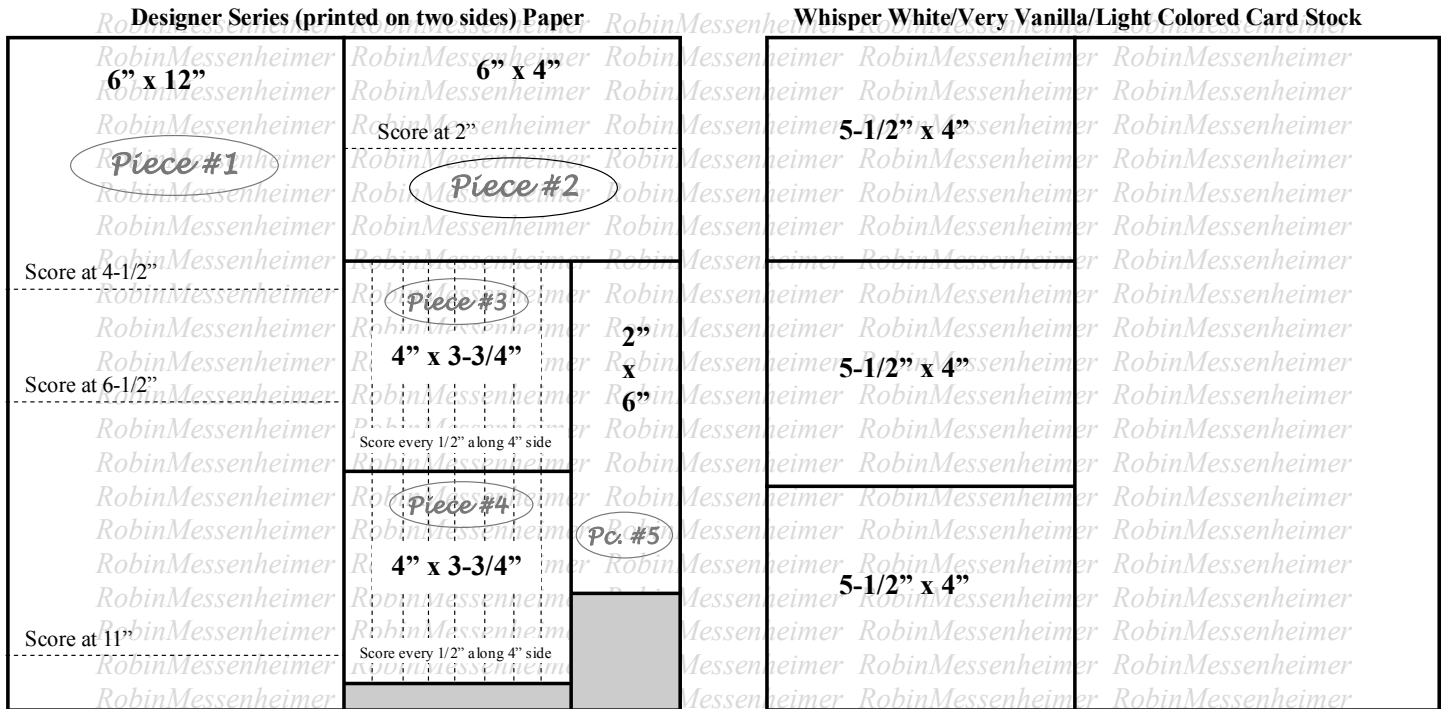 Designer Series (printed on two sides) Paper
6” x 12”
Piece #1
Score at 4-1/2”
Score at 6-1/2”
Score at 11”
6” x 4”
Score at 2”
Piece #2
Piece #3
4” x 3-3/4”
Score every 1/2” along 4” side
Piece #4
4” x 3-3/4”
Score every 1/2” along 4” side
2”
x
6”
Pc. #5
Whisper White/Very Vanilla/Light Colored Card Stock
5-1/2” x 4”
5-1/2” x 4”
5-1/2” x 4”
RobinMessenheimer